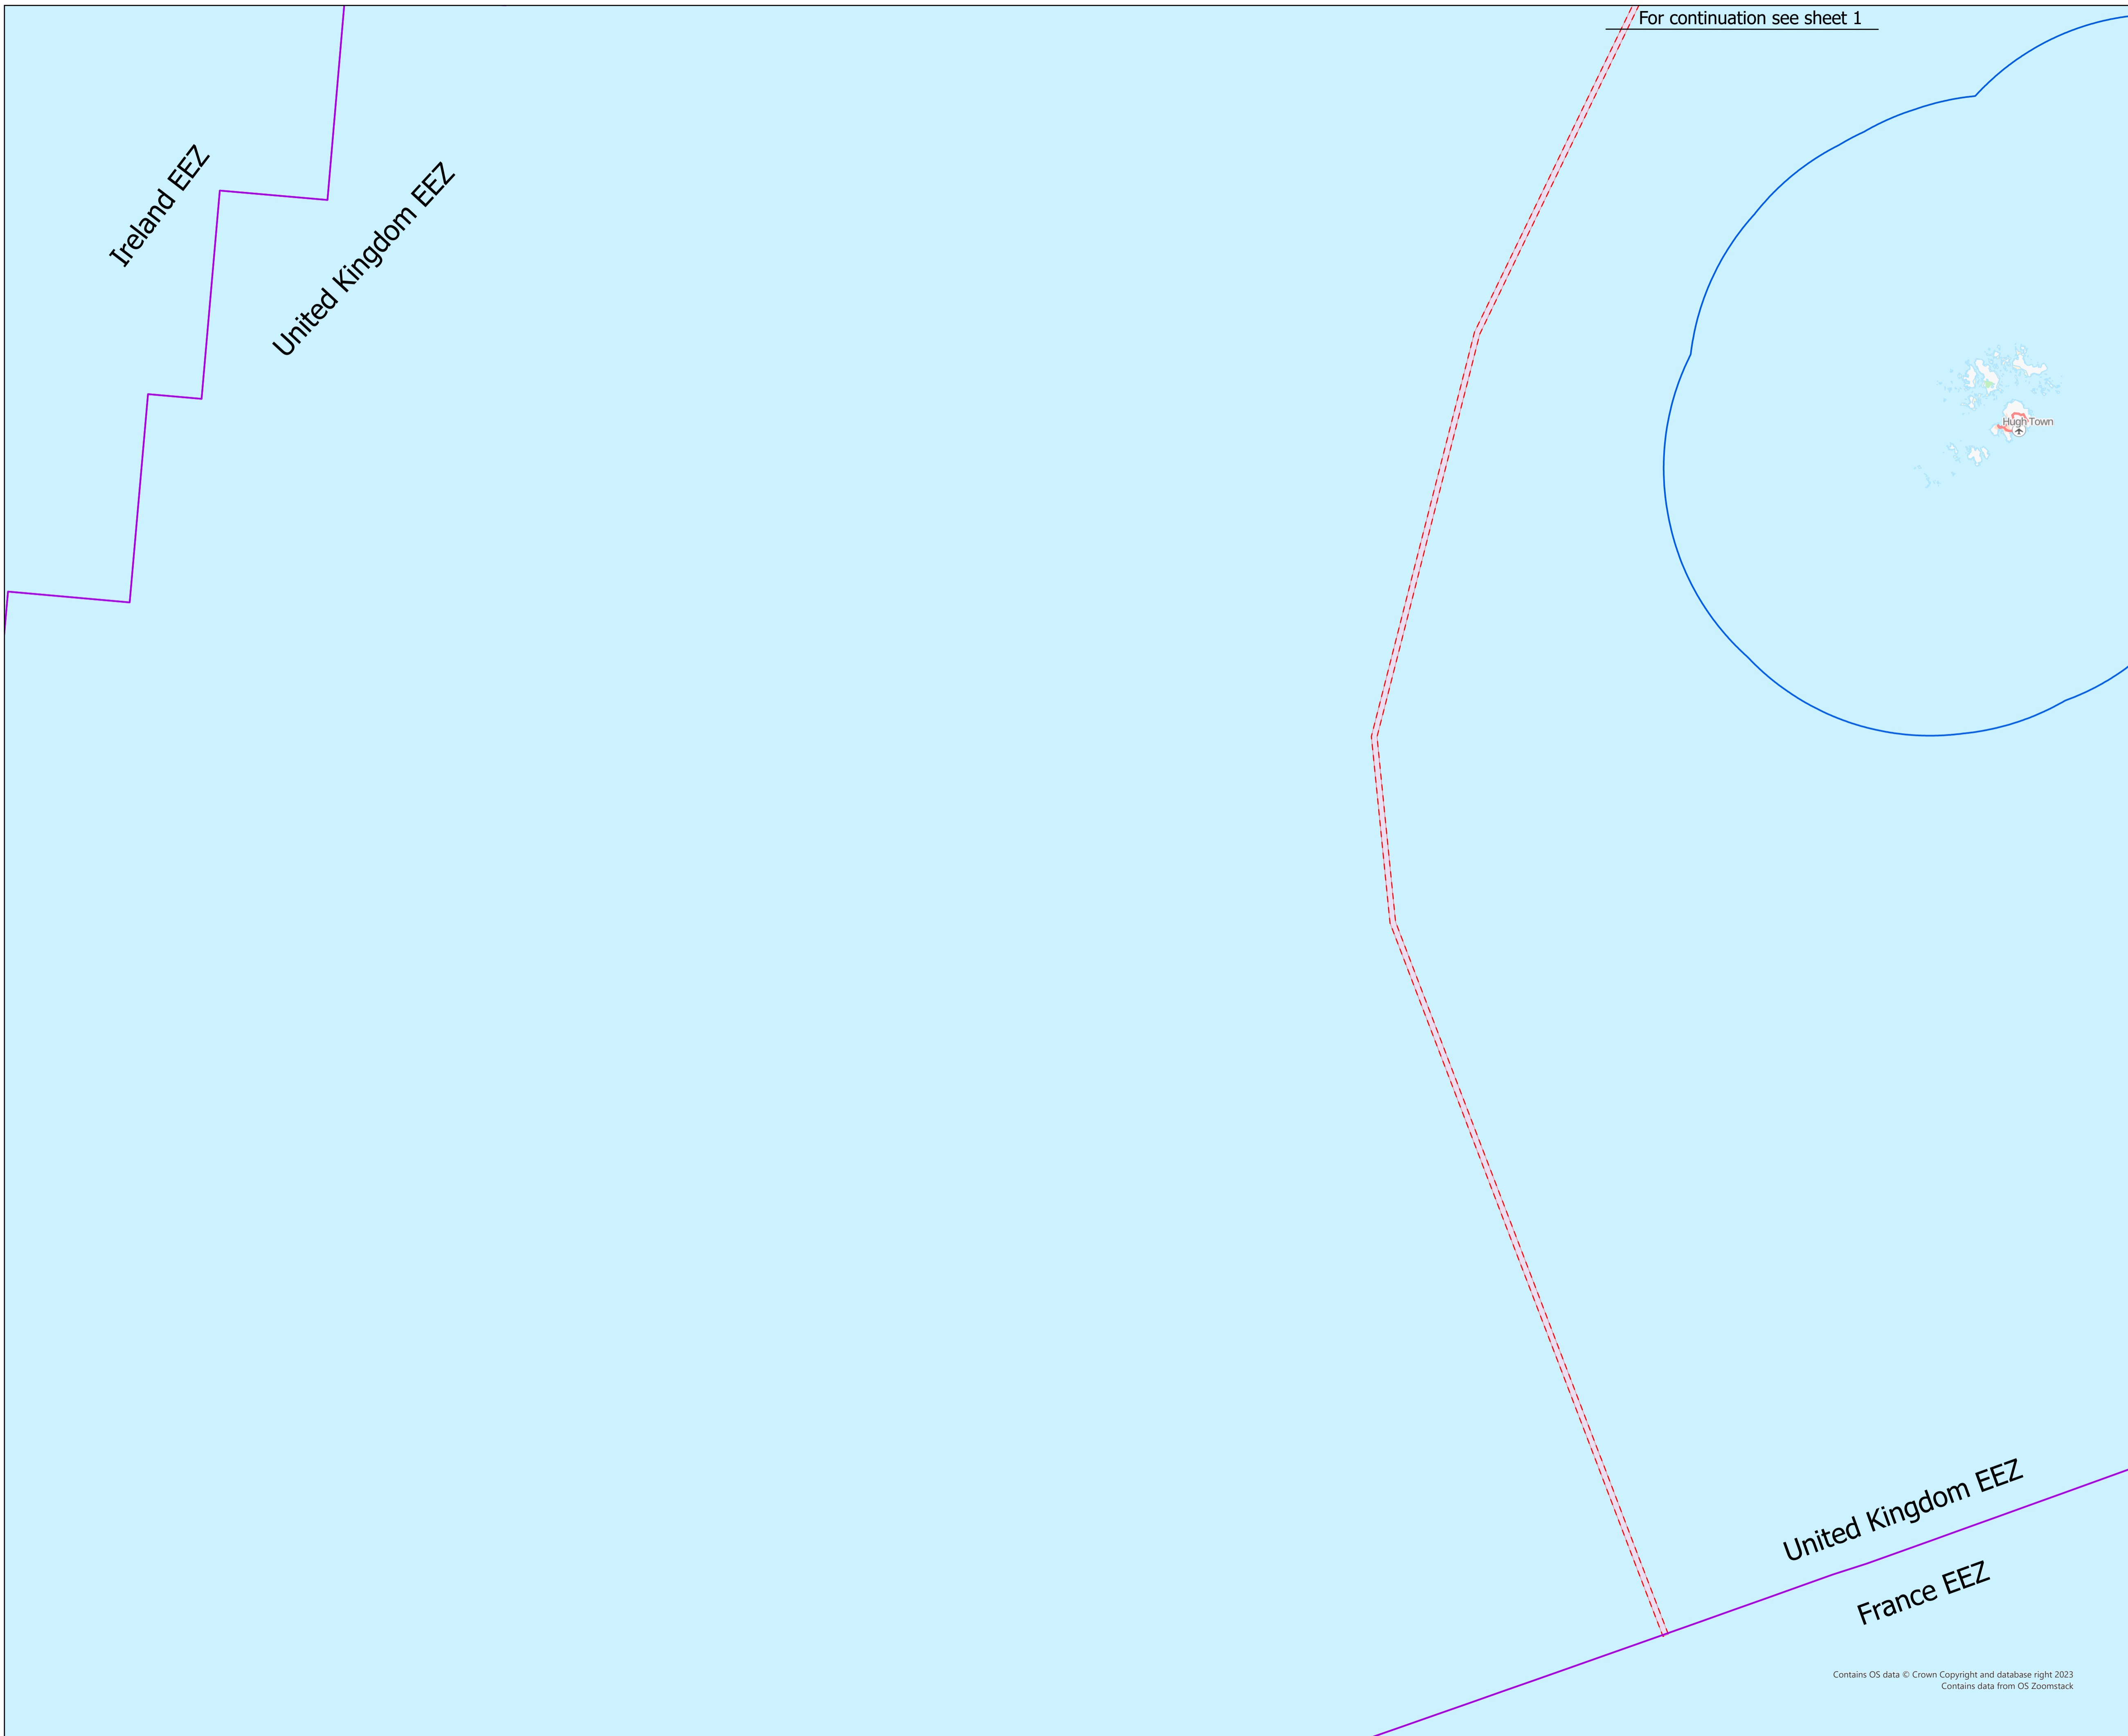 For continuation see sheet 1
Ireland EEZ
United Kingdom EEZ
Hugh Town
United Kingdom EEZ
France EEZ
Contains OS data © Crown Copyright and database right 2023
Contains data from OS Zoomstack